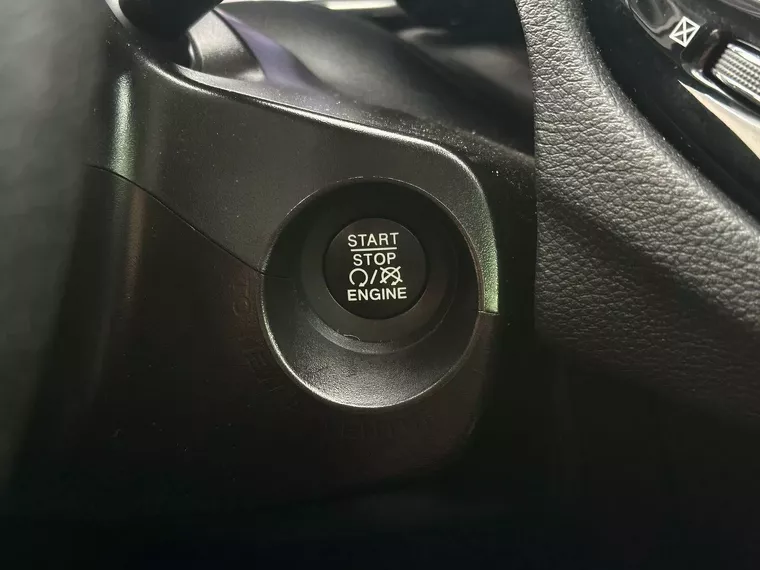 START
STOP
/
ENGINE